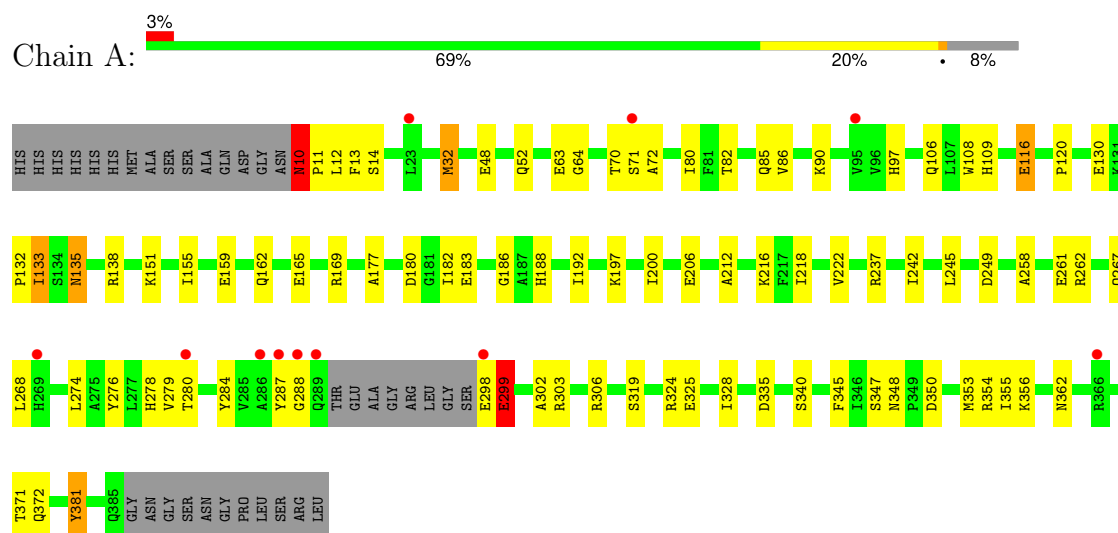 3%
Chain A:
69% 20% • 8%
HIS HIS HIS HIS HIS HIS MET ALA SER SER ALA GLN ASP GLY ASN N10 P11 L12 F13 S14 L23 M32 E48 Q52 E63 G64 T70 S71 A72 I80 F81 T82 Q85 V86 K90 V95 V96 H97 Q106 L107 W108 H109 E116 P120 E130 K131
P132 I133 S134 N135 R138 K151 I155 E159 Q162 E165 R169 A177 D180 G181 I182 E183 G186 A187 H188 I192 K197 I200 E206 A212 K216 F217 I218 V222 R237 I242 L245 D249 A258 E261 R262 Q267
L268 H269 L274 A275 Y276 L277 H278 V279 T280 Y284 V285 A286 Y287 G288 Q289 THR GLU ALA GLY ARG LEU GLY SER E298 E299 A302 R303 R306 S319 R324 E325 I328 D335 S340 F345 I346 S347 N348 P349 D350 M353 R354 I355 K356 N362 R366
T371 Q372 Y381 Q385 GLY ASN GLY SER ASN GLY PRO LEU SER ARG LEU